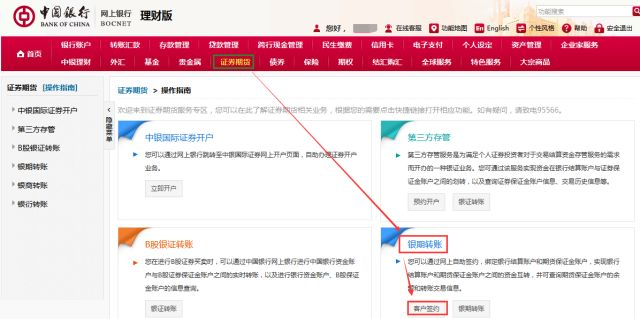 中国银行 BANK OF CHINA 网上银行 BOCNET 理财版
功能搜索
您好， 在线客服 功能地图 English 个性风格 帮助 安全退出
首页
银行账户 转账汇款 存款管理 贷款管理 跨行现金管理 民生缴费 信用卡 电子支付 个人设定 资产管理 企业家服务
中银理财 外汇 基金 贵金属 证券期货 债券 保险 期权 结汇购汇 全球服务 特色服务 大宗商品
证券期货 [操作指南]
中银国际证券开户
第三方存管
B股银证转账
银期转账
银商转账
银衍转账
隐藏菜单
证券期货 > 操作指南
欢迎来到证券期货服务专区，您可以在此了解证券期货相关业务，根据您的需要点击快捷链接打开相应功能。如有疑问，请致电95566。
中银国际证券开户
您可以通过网上银行跳转至中银国际证券网上开户页面，自助办理证券开户业务。
立即开户
第三方存管
第三方存管服务是为满足个人证券投资者对于交易结算资金存管服务的需求
而开办的一种银证业务。您可通过该服务实现资金在银行结算账户与证券保
证金账户之间的划转，以及查询证券保证金账户信息、交易历史信息等。
预约开户 银证转账
B股银证转账
您在进行B股证券买卖时，可以通过中国银行网上银行进行中国银行资金账
户与B股证券保证金账户之间的实时转账，以及进行银行资金账户、B股保证
金账户的信息查询。
银证转账
银期转账
您可以通过网上自助签约，绑定银行结算账户和期货保证金账户，实现银行
结算账户和期货保证金账户之间的资金互转，并可查询期货保证金账户的余
额和转账交易信息。
客户签约 银期转账